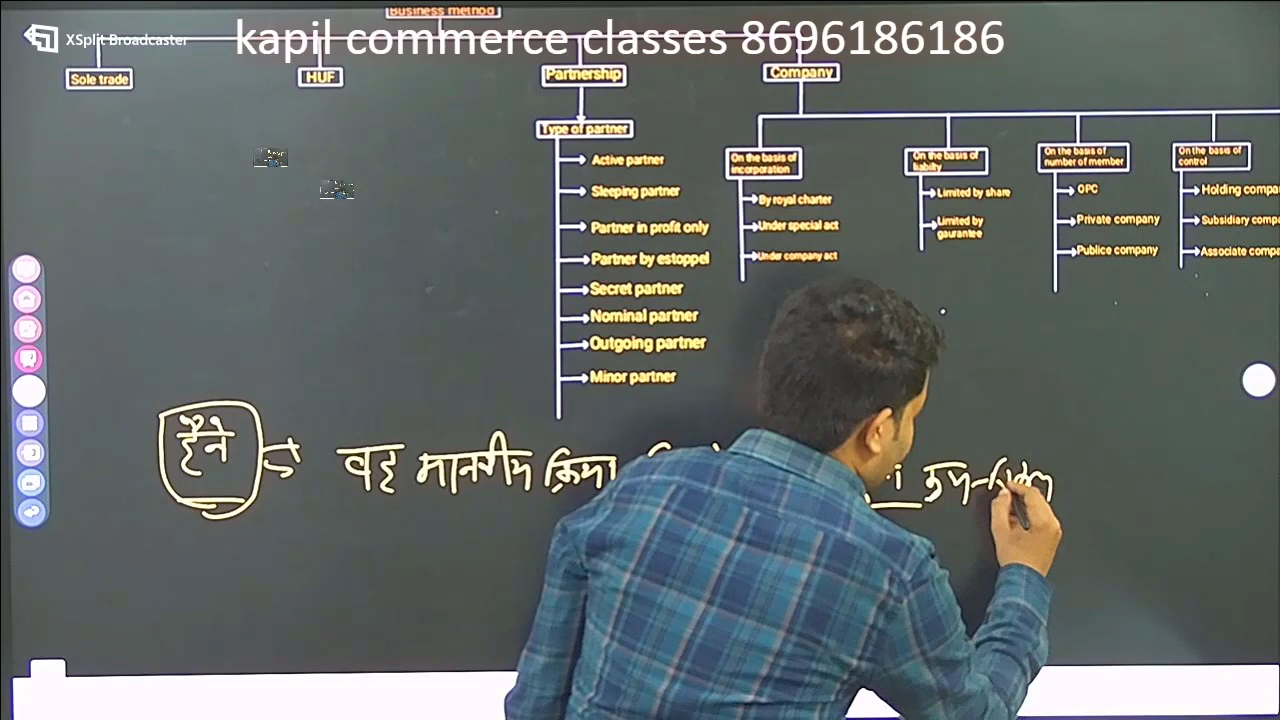 Business method
XSplit Broadcaster
kapil commerce classes 8696186186
Sole trade
HUF
Partnership
Company
Type of partner
Active partner
Sleeping partner
Partner in profit only
Partner by estoppel
Secret partner
Nominal partner
Outgoing partner
Minor partner
On the basis of incorporation
By royal charter
Under special act
Under company act
On the basis of liabilty
Limited by share
Limited by gaurantee
On the basis of number of member
OPC
Private company
Publice company
On the basis of control
Holding compa
Subsidiary comp
Associate compa
हैने
वह मानवीय क्रिया